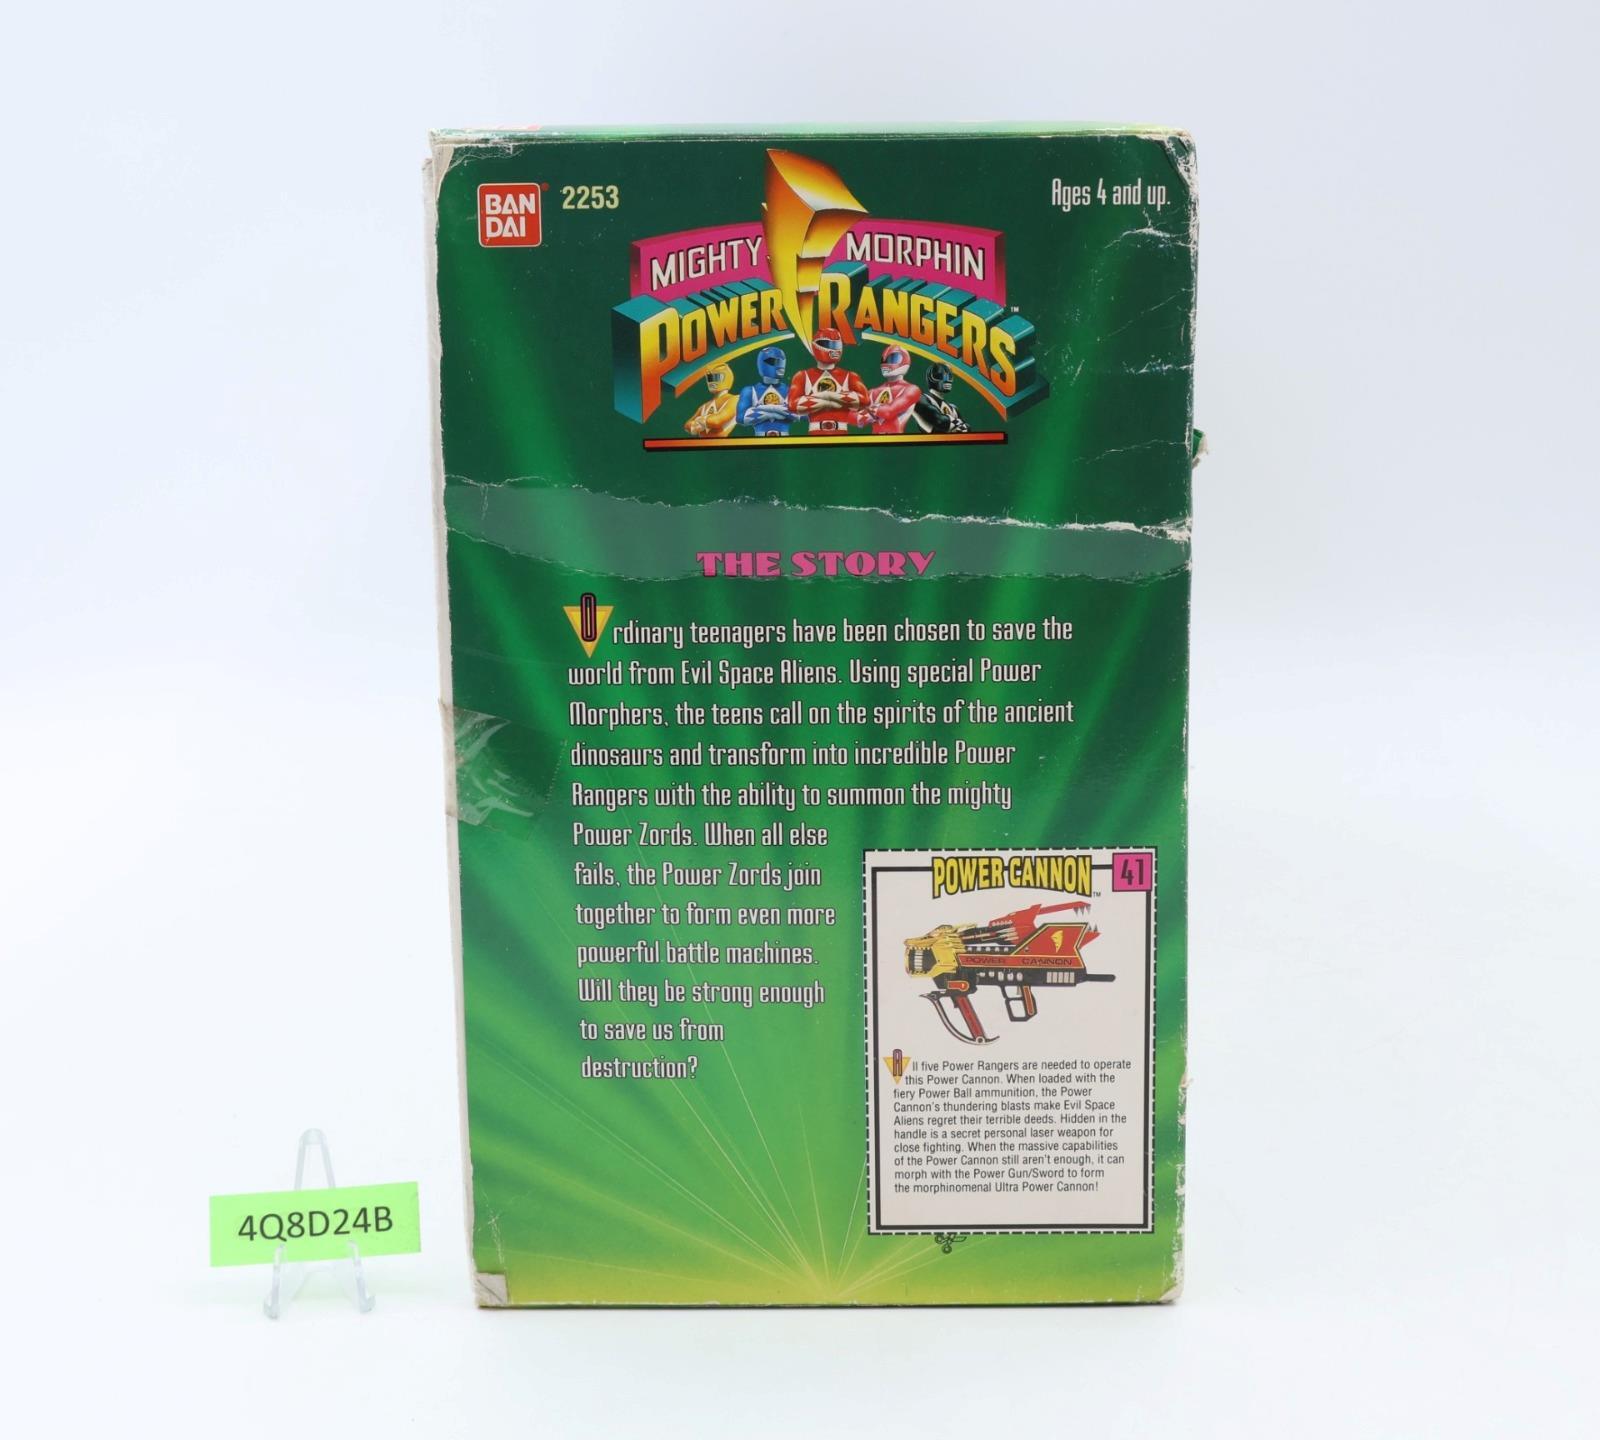 BAN
DAI
2253
Ages 4 and up.
MIGHTY MORPHIN
POWER RANGERS™
THE STORY
Ordinary teenagers have been chosen to save the
world from Evil Space Aliens. Using special Power
Morphers, the teens call on the spirits of the ancient
dinosaurs and transform into incredible Power
Rangers with the ability to summon the mighty
Power Zords. When all else
fails, the Power Zords join
together to form even more
powerful battle machines.
Will they be strong enough
to save us from
destruction?
POWER CANNON™
41
POWER CANNON
All five Power Rangers are needed to operate
this Power Cannon. When loaded with the
fiery Power Ball ammunition, the Power
Cannon's thundering blasts make Evil Space
Aliens regret their terrible deeds. Hidden in the
handle is a secret personal laser weapon for
close fighting. When the massive capabilities
of the Power Cannon still aren't enough, it can
morph with the Power Gun/Sword to form
the morphinomenal Ultra Power Cannon!
4Q8D24B